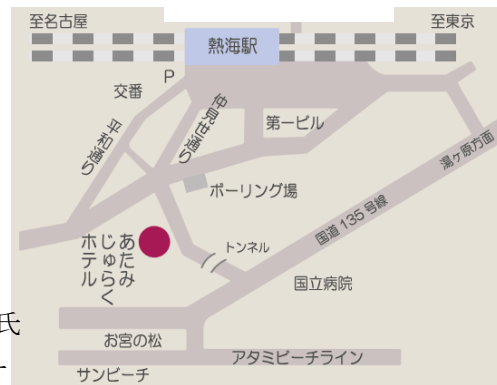 至名古屋
至東京
熱海駅
P
交番
平和通り
仲見世通り
第一ビル
湯ヶ原方面
ボーリング場
国道135号線
あたみ
じゅらく
ホテル
トンネル
国立病院
氏
お宮の松
アタミビーチライン
サンビーチ